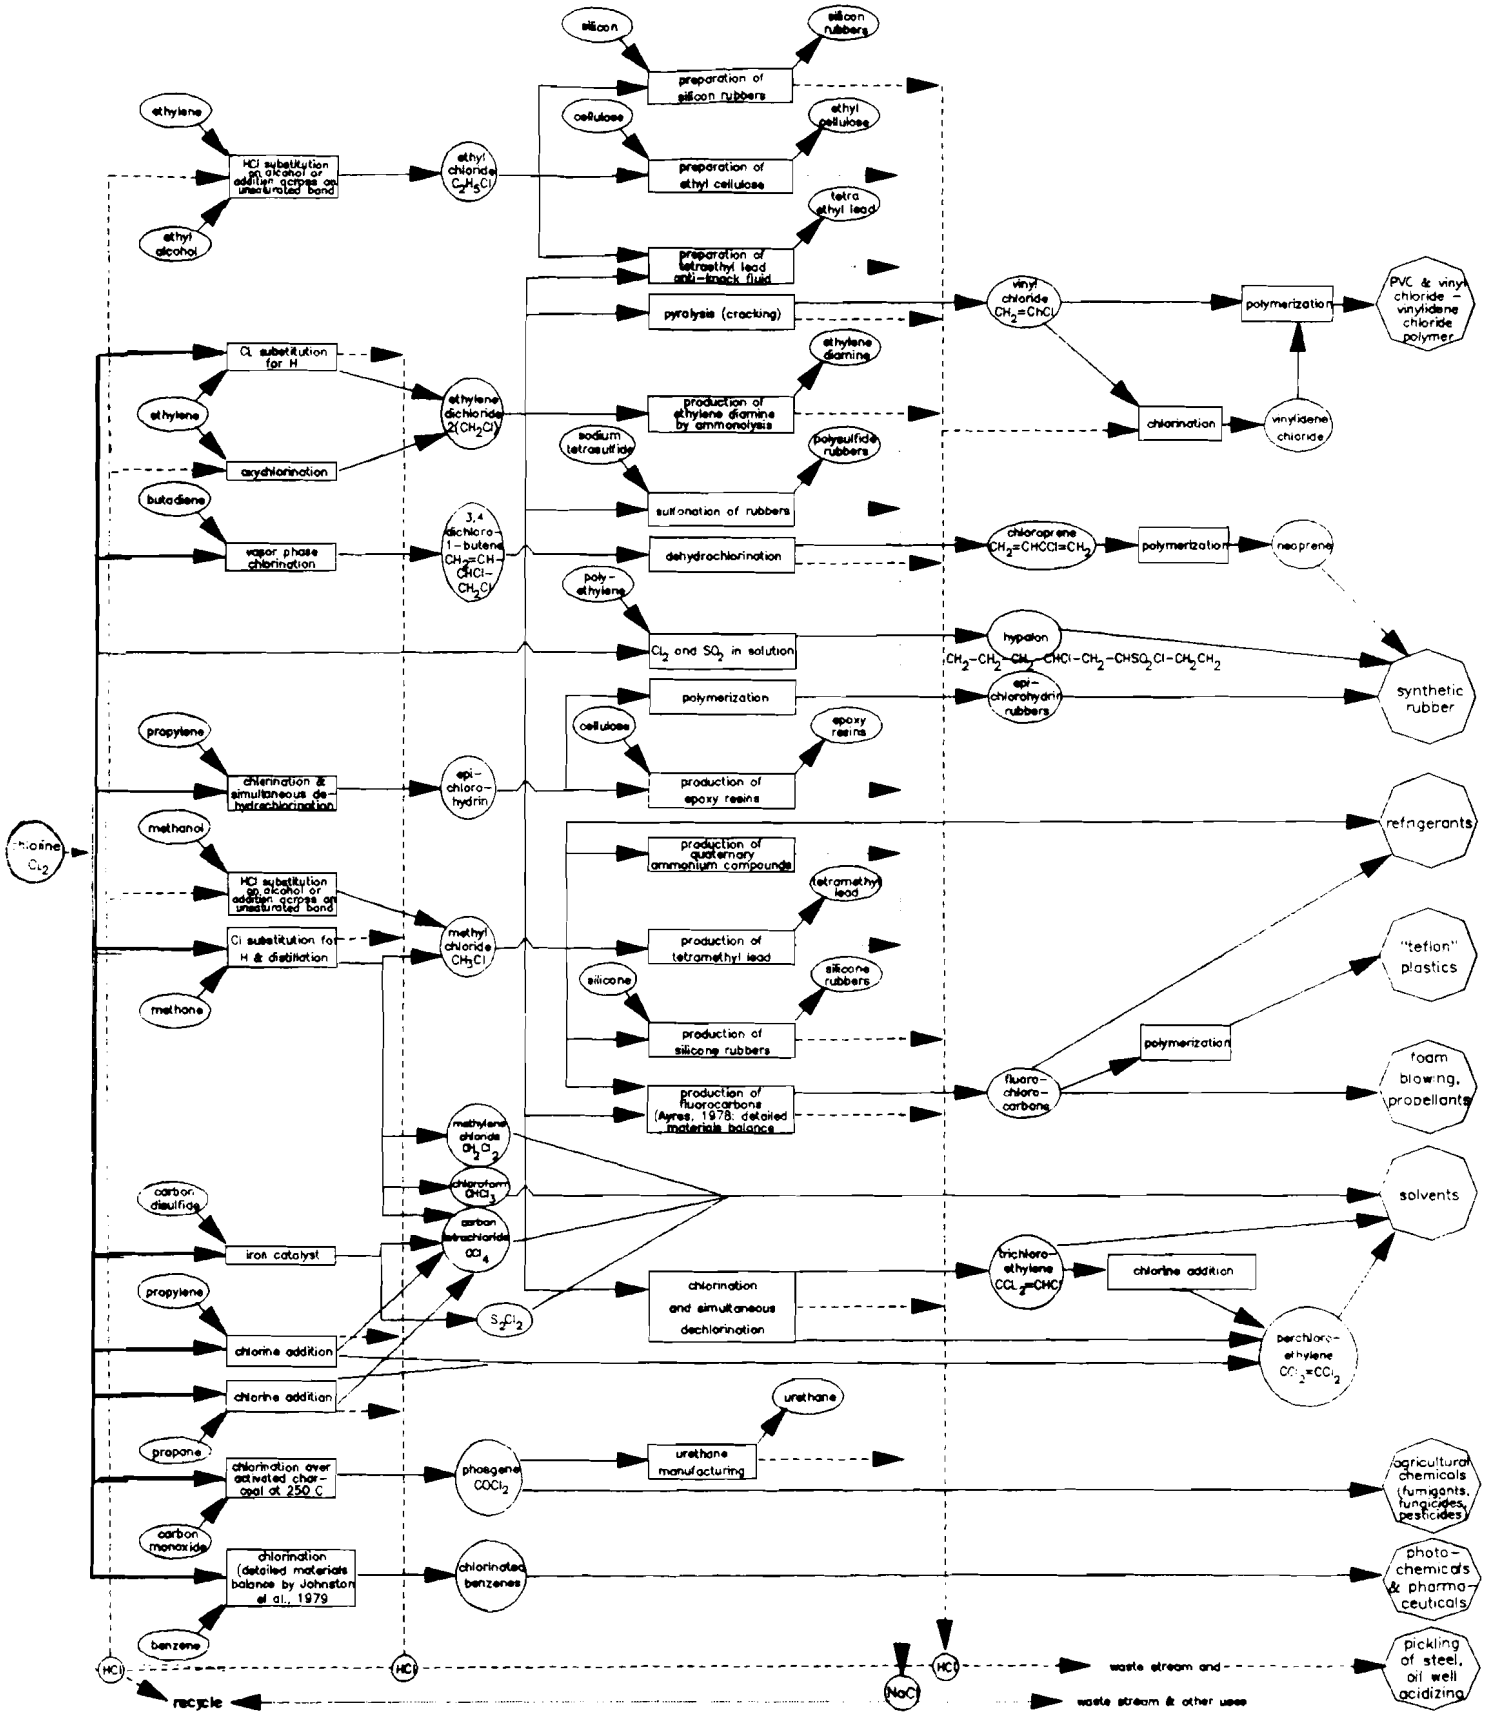 silicon
silicon
rubbers
preparation of
silicon rubbers
ethylene
cellulose
ethyl
cellulose
HCl substitution
on alcohol or
addition across an
unsaturated band
ethyl
chloride
C2H5Cl
preparation of
ethyl cellulose
ethyl
alcohol
tetra
ethyl lead
preparation of
tetraethyl lead
anti-knock fluid
pyrolysis (cracking)
vinyl
chloride
CH2=ChCl
polymerization
PVC & vinyl
chloride -
vinylidene
chloride
polymer
CL substitution
for H
ethylene
diamine
ethylene
ethylene
dichloride
2(CH2Cl)
production of
ethylene diamine
by ammonolysis
chlorination
vinylidene
chloride
oxychlorination
sodium
tetrasulfide
polysulfide
rubbers
butadiene
sulfonation of rubbers
vapor phase
chlorination
3,4
dichloro-
1-butene
CH2=CH-
CHCl-
CH2Cl
dehydrochlorination
chloroprene
CH2=CHCCl=CH2
polymerization
neoprene
poly-
ethylene
CL2 and SO2 in solution
hypalon
CH2-CH2-CH2-CHCl-CH2-CHSO2Cl-CH2CH2
polymerization
epi-
chlorohydrin
rubbers
synthetic
rubber
propylene
cellulose
epoxy
resins
chlorination &
simultaneous de-
hydrochlorination
epi-
chloro-
hydrin
production of
epoxy resins
methanol
refrigerants
chlorine
CL2
production of
quaternary
ammonium compounds
HCl substitution
on alcohol or
addition across an
unsaturated band
tetramethyl
lead
Cl substitution for
H & distillation
methyl
chloride
CH3Cl
production of
tetramethyl lead
"teflon"
plastics
methane
silicone
silicone
rubbers
production of
silicone rubbers
polymerization
production of
fluorocarbons
(Ayres, 1978: detailed
materials balance
fluoro-
chloro-
carbons
foam
blowing,
propellants
methylene
chloride
CH2Cl2
chloroform
CHCl3
solvents
carbon
disulfide
carbon
tetrachloride
CCl4
iron catalyst
trichloro-
ethylene
CCL2=CHCl
chlorine addition
propylene
S2Cl2
chlorination
and simultaneous
dechlorination
chlorine addition
perchloro-
ethylene
CCl2=CCl2
chlorine addition
urethane
propane
chlorination over
activated char-
coal at 250 C
phosgene
COCl2
urethane
manufacturing
agricultural
chemicals
(fumigants,
fungicides,
pesticides)
carbon
monoxide
chlorination
(detailed materials
balance by Johnston
et al., 1979
chlorinated
benzenes
photo-
chemicals
& pharma-
ceuticals
benzene
HCl
HCl
HCl
waste stream and
pickling
of steel,
oil well
acidizing
recycle
NaCl
waste stream & other uses